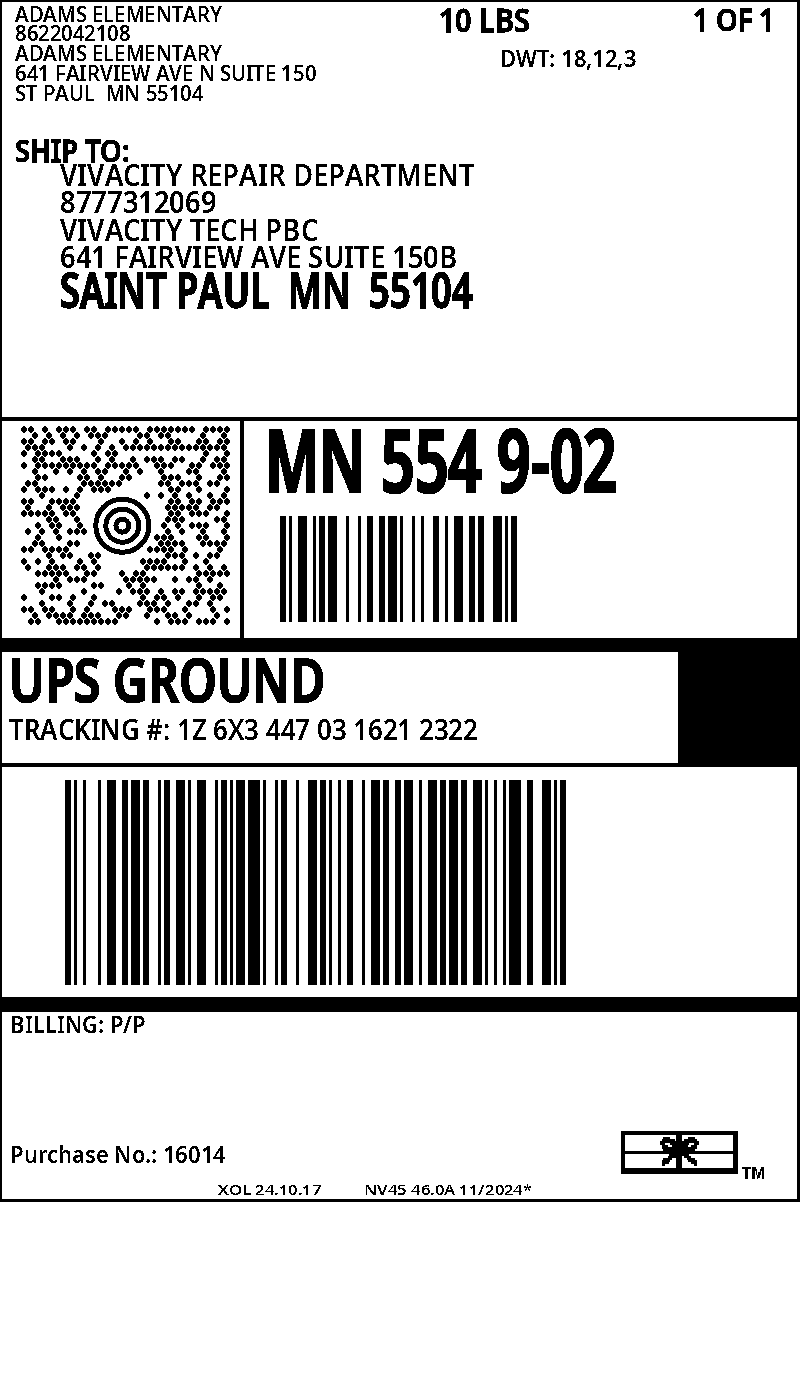 ADAMS ELEMENTARY
8622042108
ADAMS ELEMENTARY
641 FAIRVIEW AVE N SUITE 150
ST PAUL  MN 55104
10 LBS
1 OF 1
DWT: 18,12,3
SHIP TO:
VIVACITY REPAIR DEPARTMENT
8777312069
VIVACITY TECH PBC
641 FAIRVIEW AVE SUITE 150B
SAINT PAUL  MN  55104
MN 554 9-02
UPS GROUND
TRACKING #: 1Z 6X3 447 03 1621 2322
BILLING: P/P
Purchase No.: 16014
TM
XOL 24.10.17 NV45 46.0A 11/2024*